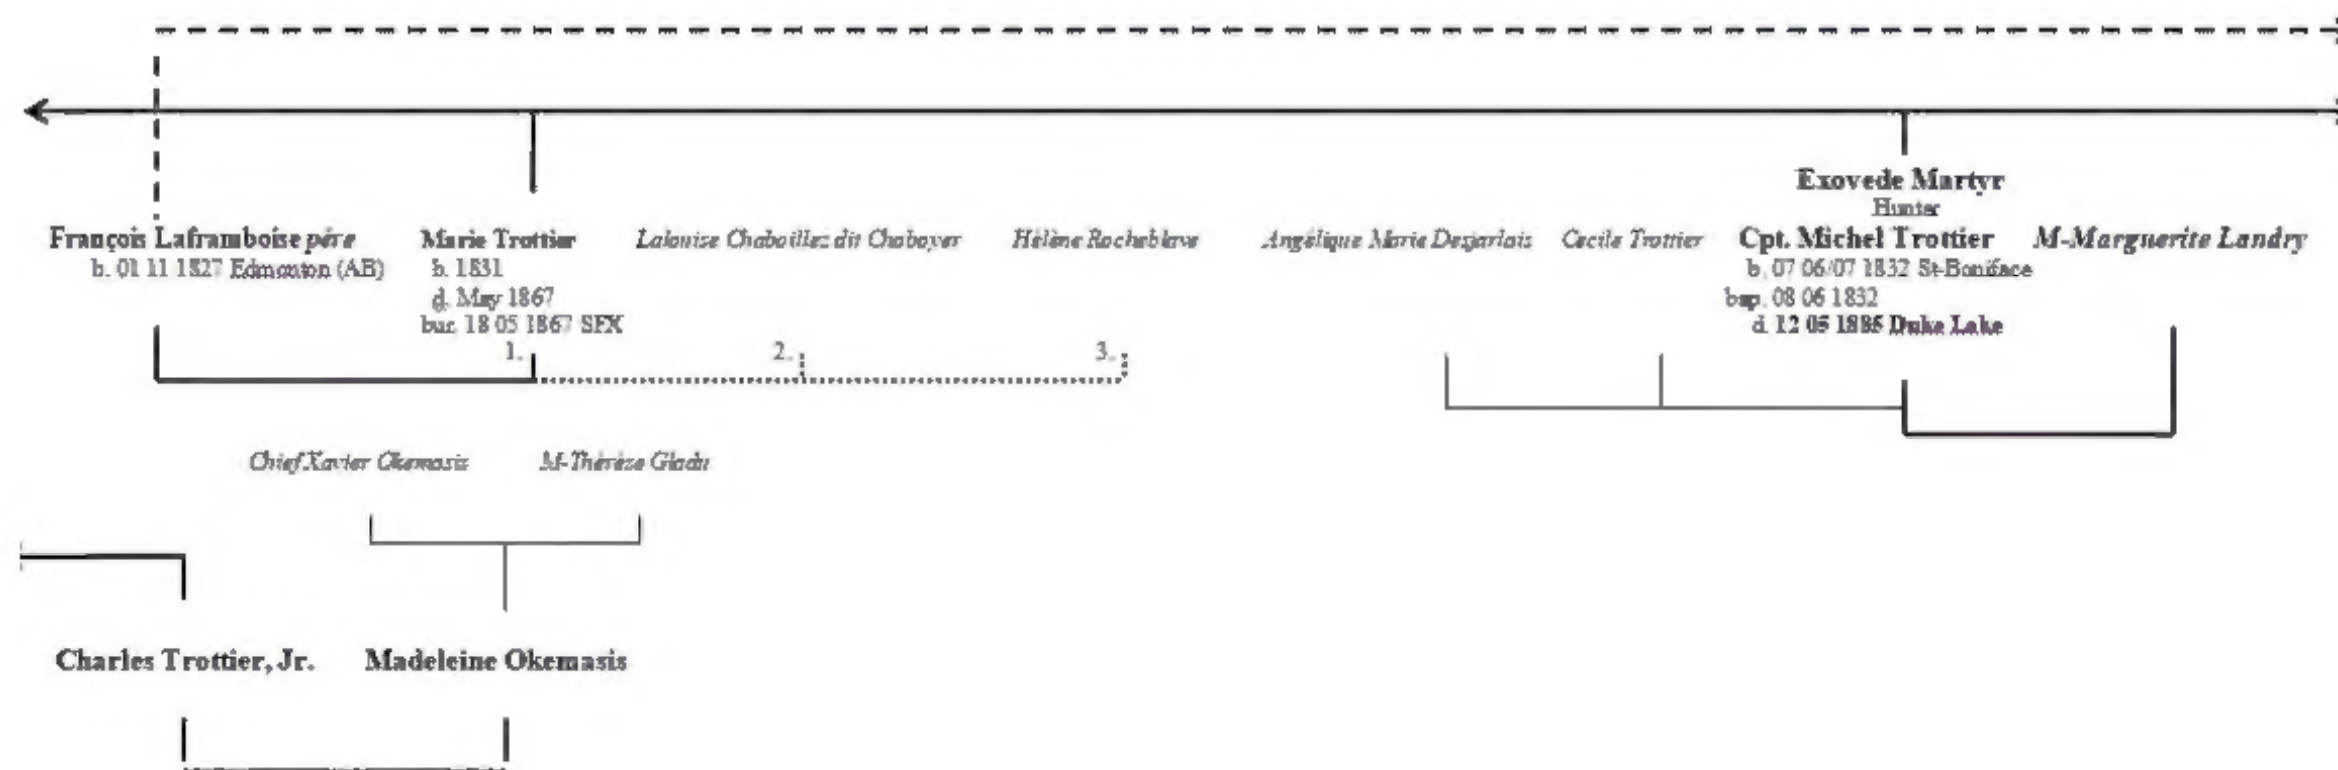 Exovede Martyr
Hunter
François Laframboise père
Marie Trottier
Lalouise Chaboillez dit Chaboyer
Hélène Rocheblave
Angélique Marie Desjarlais
Cecile Trottier
Cpt. Michel Trottier
M-Marguerite Landry
b. 01 11 1827 Edmonton (AB)
b. 1831
b. 07 06/07 1832 St-Boniface
d. May 1867
bap. 08 06 1832
bur. 18 05 1867 SFX
d. 12 05 1885 Duke Lake
1.
2.
3.
Chief Xavier Okemasis
M-Thérèse Gladu
Charles Trottier, Jr.
Madeleine Okemasis